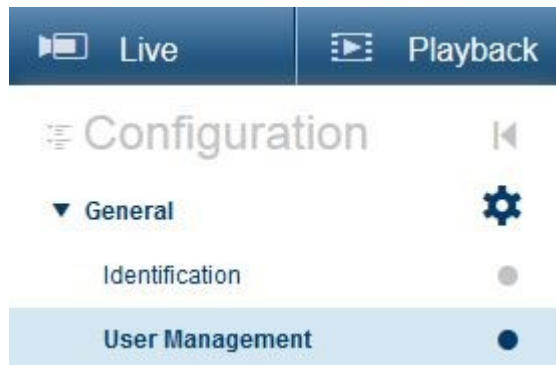 Live Playback
Configuration
General
Identification
User Management